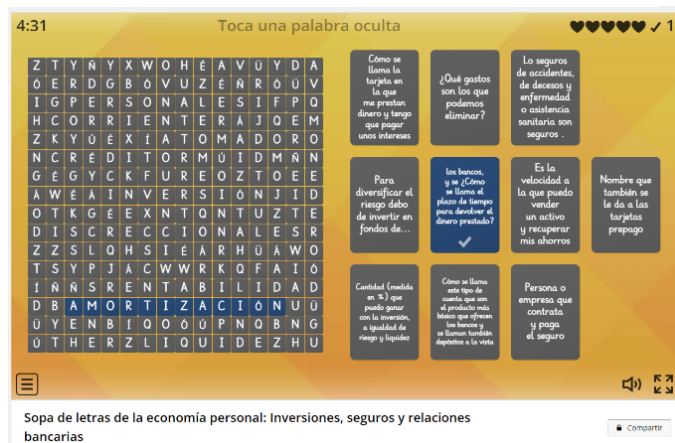 4:31
Toca una palabra oculta
1
Z T Y Ñ Y X W O H É A V Ü Y D A
Ó E R D G B Ó V U Z É Ñ R Ó Ü V
I G P E R S O N A L E S I F P Q
H C O R R I E N T E R Á J Q E M
Z K Y Ú É X Í A T O M A D O R O
N C R É D I T O R M Ú I D M Ñ N
G É G Y C K F U R E O Z T O E E
Á W É Á I N V E R S I Ó N J I D
O T K G É E X N T Q N T U Z T E
D I S C R E C C I O N A L E S R
Z Z S L Q H S I É Á R H Ü Á W O
T S Y P J Á C W W R K Q F A I Ó
Í Ñ Ñ S R E N T A B I L I D A D
D B A M O R T I Z A C I Ó N U Ü
Ü Y E N B Í Q O Ó Ú P N Q B N G
Ú T H E R Z L I Q U I D E Z H U
Cómo se
llama la
tarjeta en
la que
me prestan
dinero y tengo
que pagar
unos intereses
¿Qué gastos
son los que
podemos
eliminar?
Lo seguros
de accidentes,
de decesos y
enfermedad
o asistencia
sanitaria son
seguros .
Para
diversificar el
riesgo debo
de invertir en
fondos de...
los bancos,
y se ¿Cómo
se llama el
plazo de tiempo
para devolver el
dinero prestado?
Es la
velocidad a
la que puedo
vender
un activo
y recuperar
mis ahorros
Nombre que
también se
le da a las
tarjetas
prepago
Cantidad (medida
en %) que
puedo ganar
con la inversión,
a igualdad de
riesgo y liquidez
Cómo se llama
este tipo de
cuenta que son
el producto más
básico que ofrecen
los bancos y
se llaman también
depósitos a la vista
Persona o
empresa que
contrata
y paga
el seguro
Sopa de letras de la economía personal: Inversiones, seguros y relaciones
bancarias
Compartir